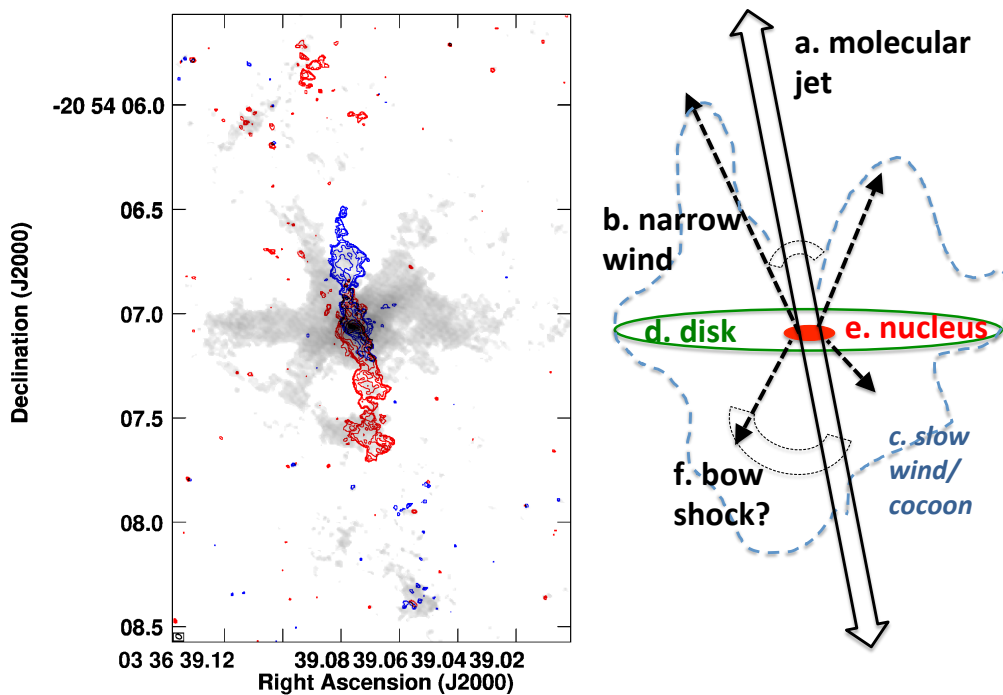 Declination (J2000)
-20 54 06.0
06.5
07.0
07.5
08.0
08.5
03 36 39.12
39.08
39.06
39.04
39.02
Right Ascension (J2000)
a. molecular
jet
b. narrow
wind
d. disk
e. nucleus
c. slow
wind/
cocoon
f. bow
shock?